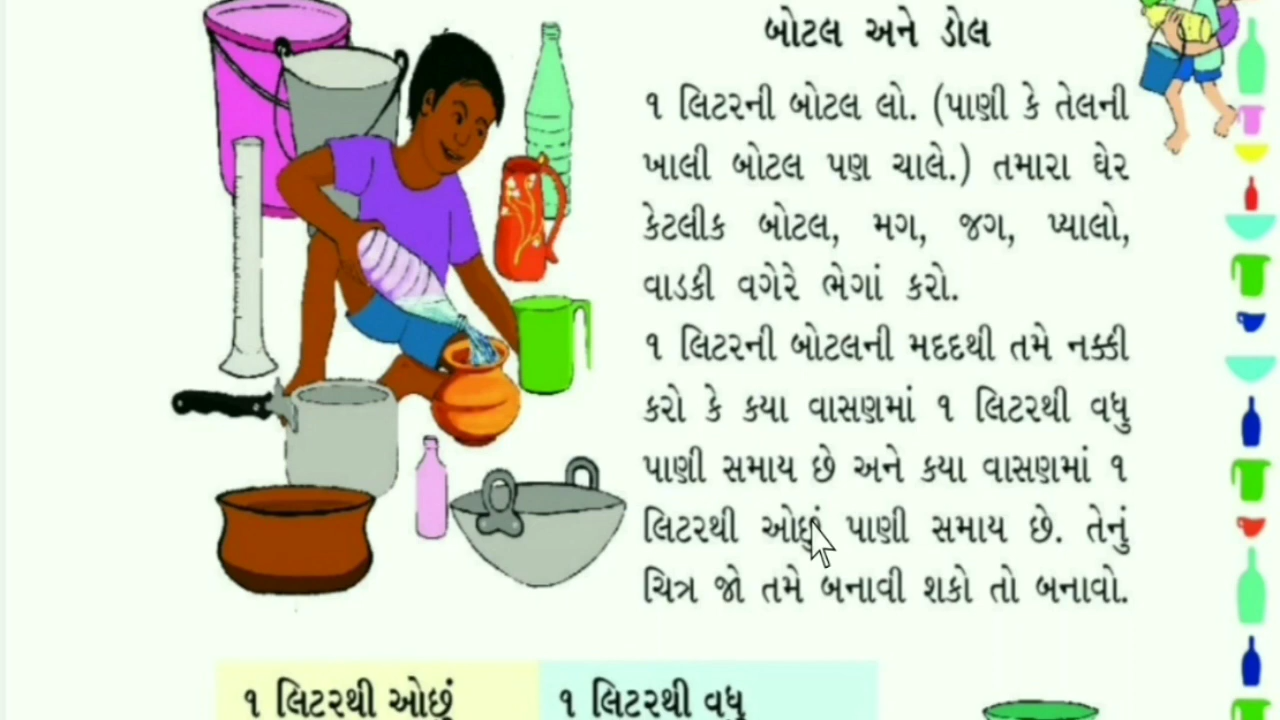 બોટલ અને ડોલ
૧ લિટરની બોટલ લો. (પાણી કે તેલની
ખાલી બોટલ પણ ચાલે.) તમારા ઘેર
કેટલીક બોટલ, મગ, જગ, પ્યાલો,
વાડકી વગેરે ભેગાં કરો.
૧ લિટરની બોટલની મદદથી તમે નક્કી
કરો કે કયા વાસણમાં ૧ લિટરથી વધુ
પાણી સમાય છે અને કયા વાસણમાં ૧
લિટરથી ઓછું પાણી સમાય છે. તેનું
ચિત્ર જો તમે બનાવી શકો તો બનાવો.
૧ લિટરથી ઓછું
૧ લિટરથી વધુ